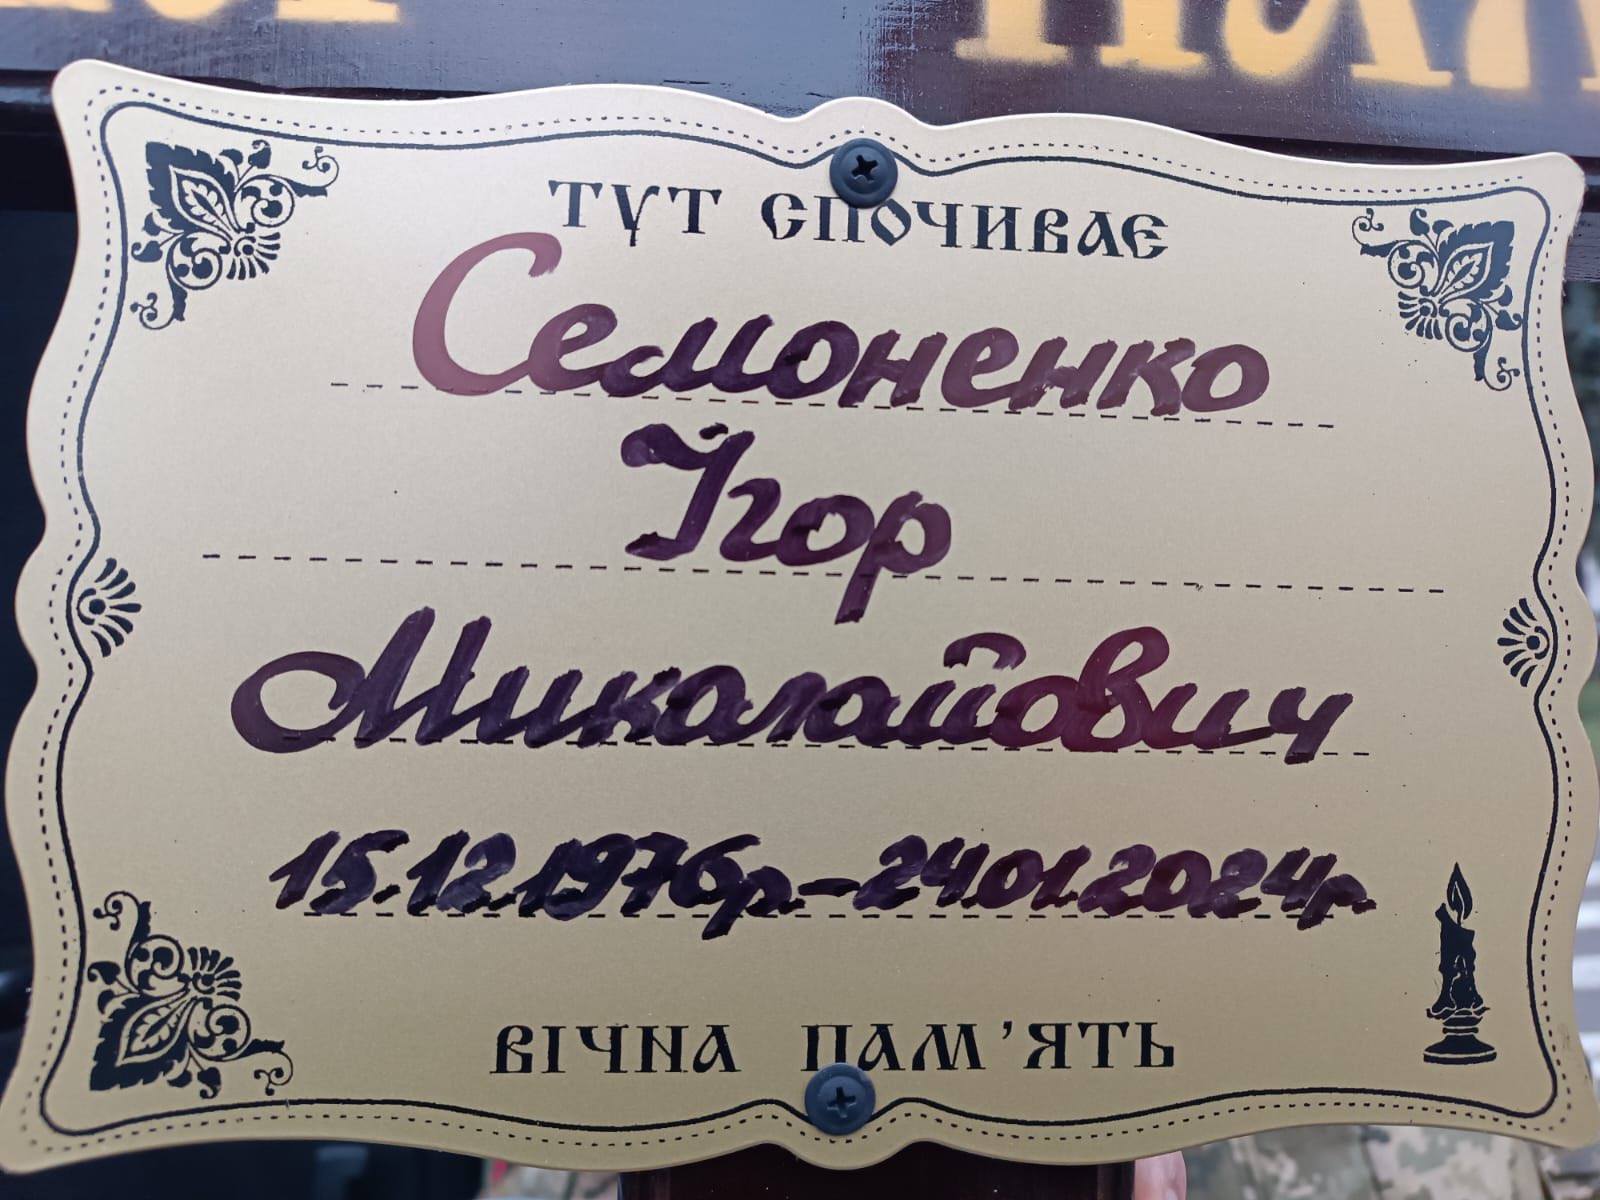 ТУТ СПОЧИВАЄ
Семоненко
Ігор
Миколайович
15.12.1976р.-24.01.2024р.
ВІЧНА ПАМ'ЯТЬ